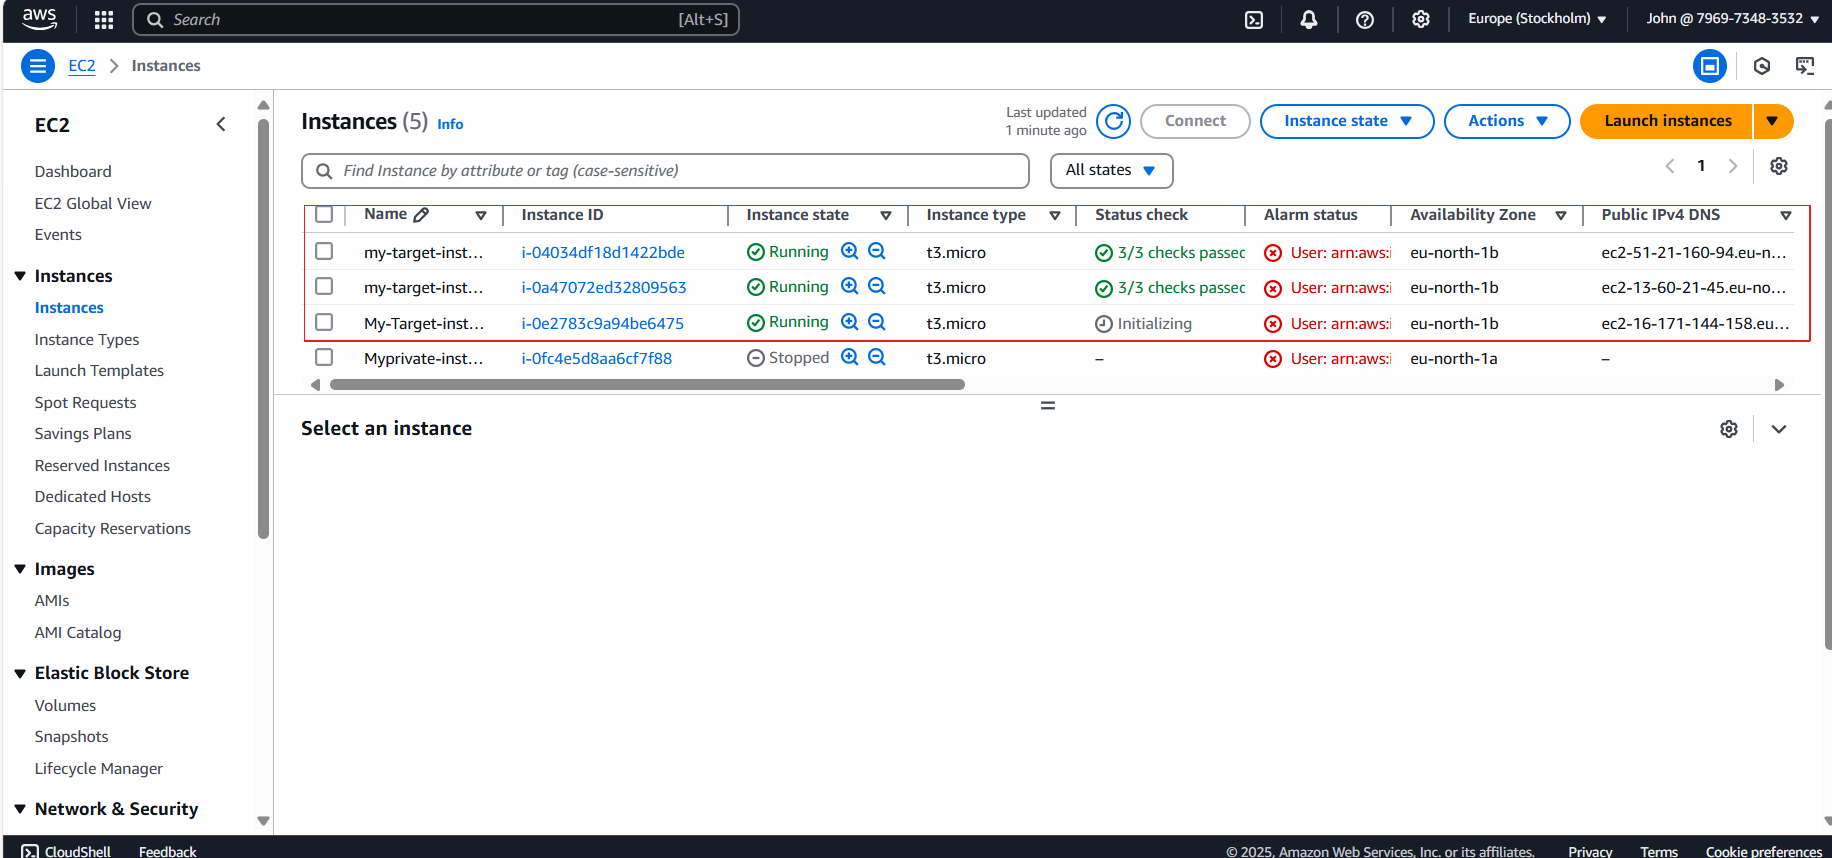 aws Search [Alt+S] Europe (Stockholm) John @ 7969-7348-3532
EC2 Instances
EC2
Dashboard
EC2 Global View
Events
Instances
Instances
Instance Types
Launch Templates
Spot Requests
Savings Plans
Reserved Instances
Dedicated Hosts
Capacity Reservations
Images
AMIs
AMI Catalog
Elastic Block Store
Volumes
Snapshots
Lifecycle Manager
Network & Security
Instances (5) Info
Last updated
1 minute ago
Connect Instance state Actions Launch instances
Find Instance by attribute or tag (case-sensitive) All states 1
Name Instance ID Instance state Instance type Status check Alarm status Availability Zone Public IPv4 DNS
my-target-inst... i-04034df18d1422bde Running t3.micro 3/3 checks passed User: arn:aws:i eu-north-1b ec2-51-21-160-94.eu-n...
my-target-inst... i-0a47072ed32809563 Running t3.micro 3/3 checks passed User: arn:aws:i eu-north-1b ec2-13-60-21-45.eu-no...
My-Target-inst... i-0e2783c9a94be6475 Running t3.micro Initializing User: arn:aws:i eu-north-1b ec2-16-171-144-158.eu...
Myprivate-inst... i-0fc4e5d8aa6cf7f88 Stopped t3.micro – User: arn:aws:i eu-north-1a –
Select an instance
CloudShell Feedback © 2025, Amazon Web Services, Inc. or its affiliates. Privacy Terms Cookie preferences